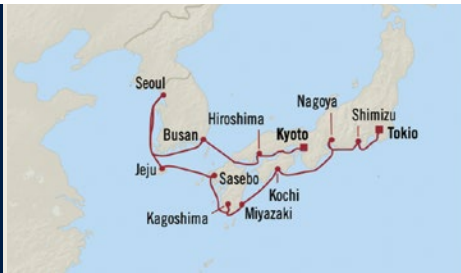 Seoul
Nagoya
Shimizu
Hiroshima
Busan
Kyoto
Tokio
Jeju
Sasebo
Kochi
Kagoshima
Miyazaki